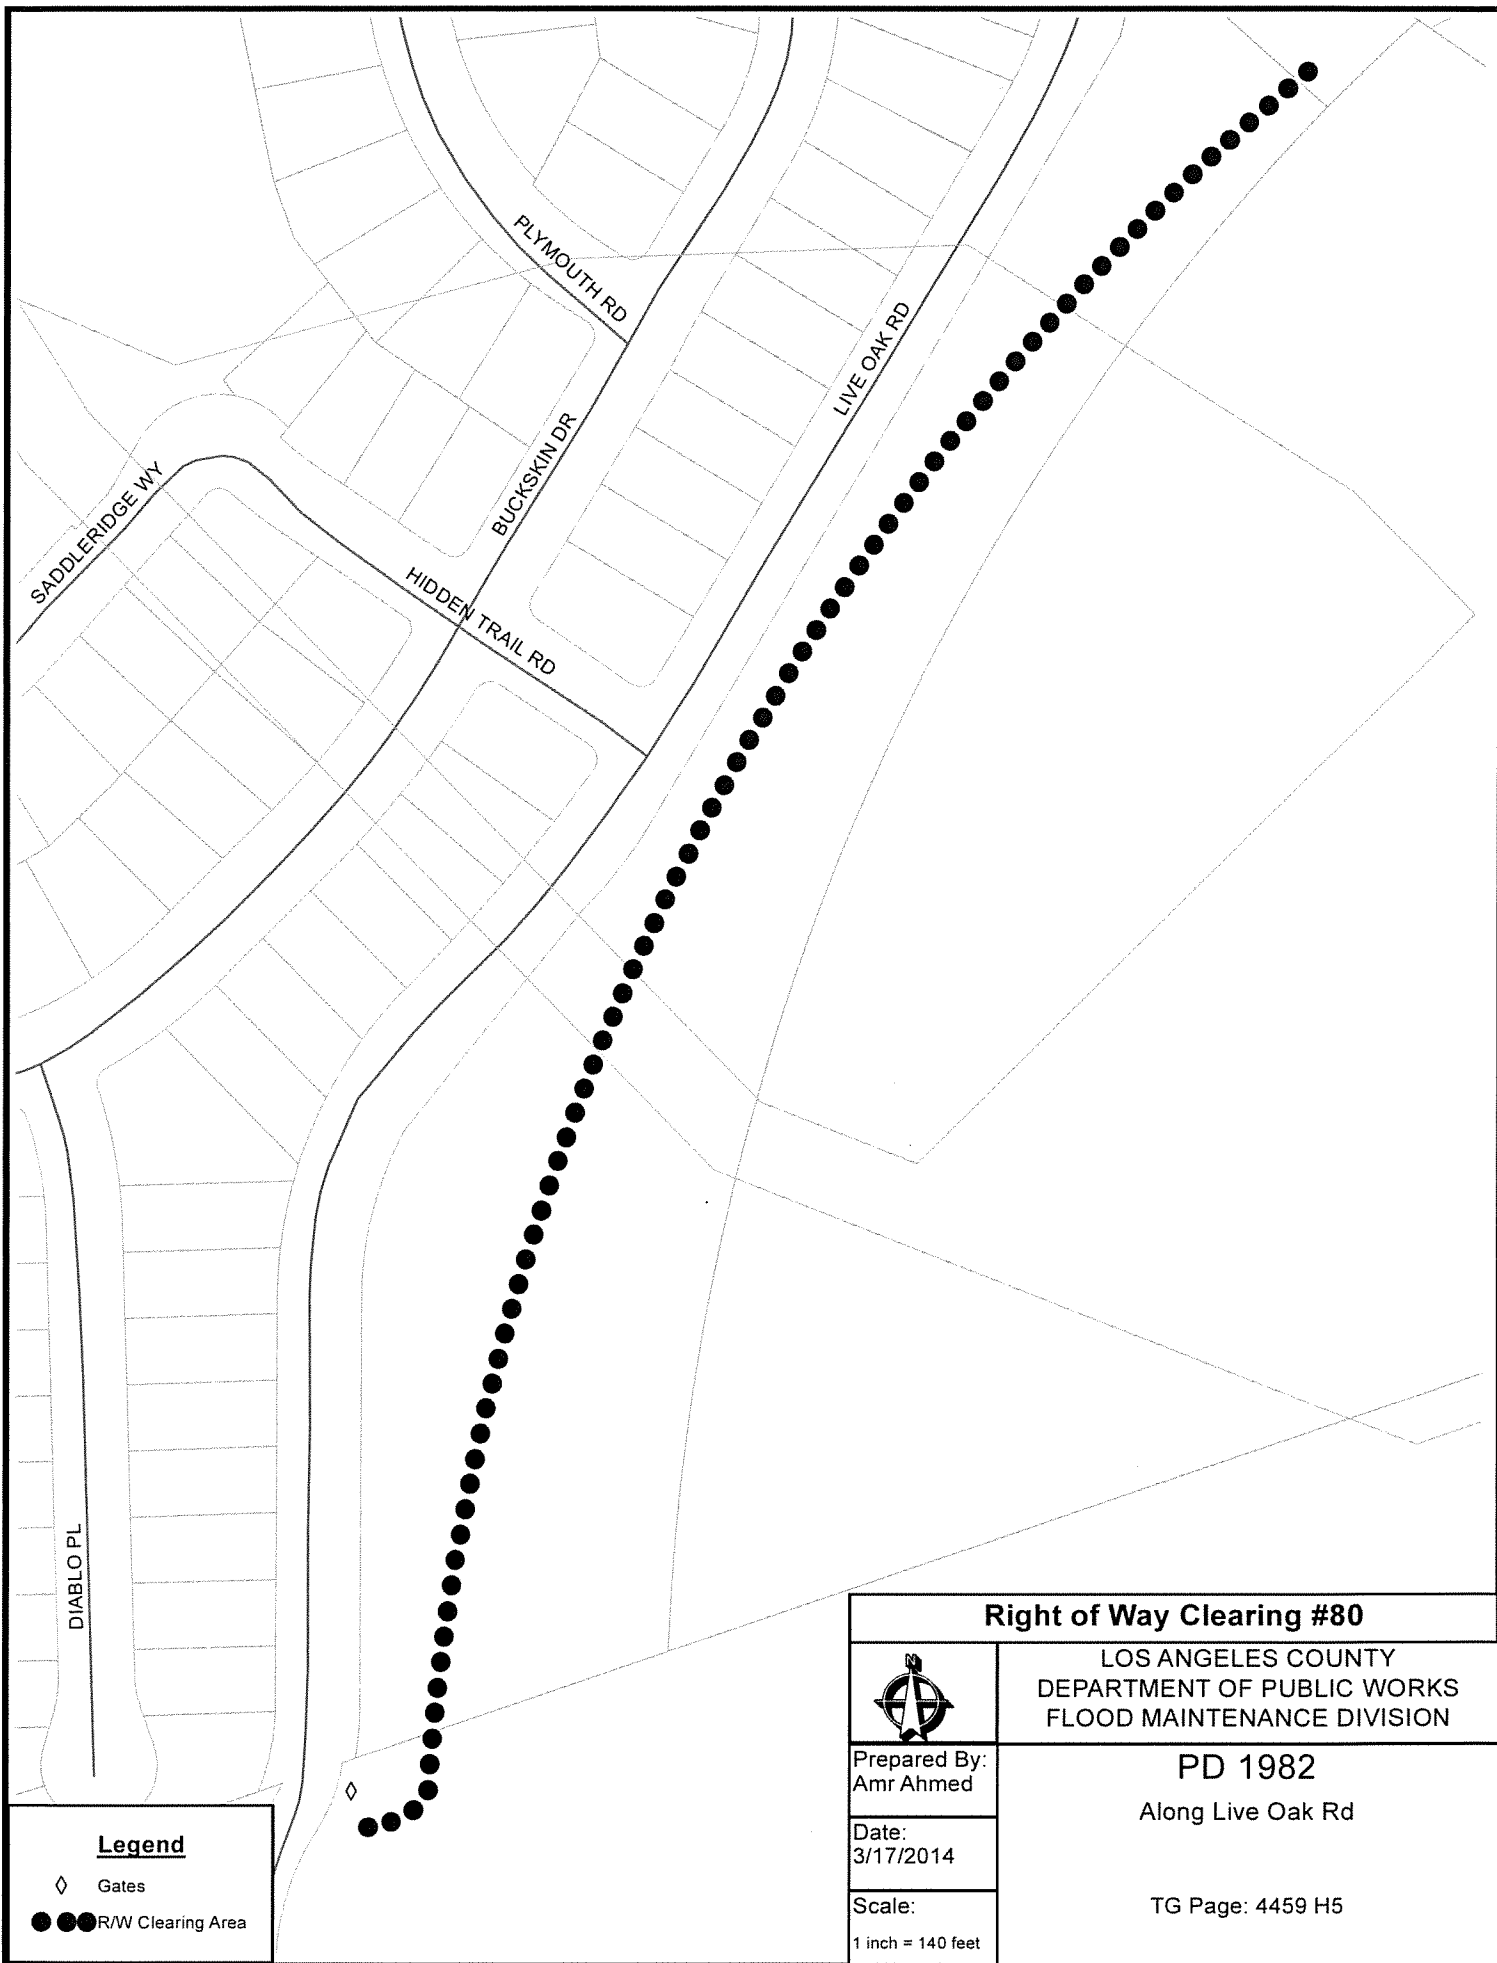 PLYMOUTH RD
LIVE OAK RD
BUCKSKIN DR
SADDLERIDGE WY
HIDDEN TRAIL RD
DIABLO PL
Legend
Gates
R/W Clearing Area
Right of Way Clearing #80
N
LOS ANGELES COUNTY
DEPARTMENT OF PUBLIC WORKS
FLOOD MAINTENANCE DIVISION
Prepared By:
Amr Ahmed
Date:
3/17/2014
Scale:
1 inch = 140 feet
PD 1982
Along Live Oak Rd
TG Page: 4459 H5